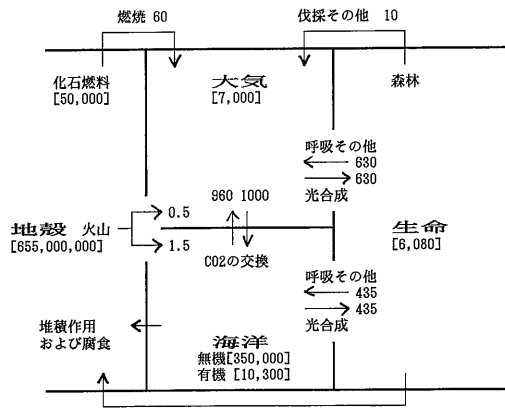 燃焼 60
伐採その他 10
化石燃料
[50,000]
大気
[7,000]
森林
呼吸その他
630
630
光合成
地殻
[655,000,000]
火山
0.5
1.5
960 1000
CO2の交換
生命
[6,080]
呼吸その他
435
435
光合成
堆積作用
および腐食
海洋
無機[350,000]
有機 [10,300]